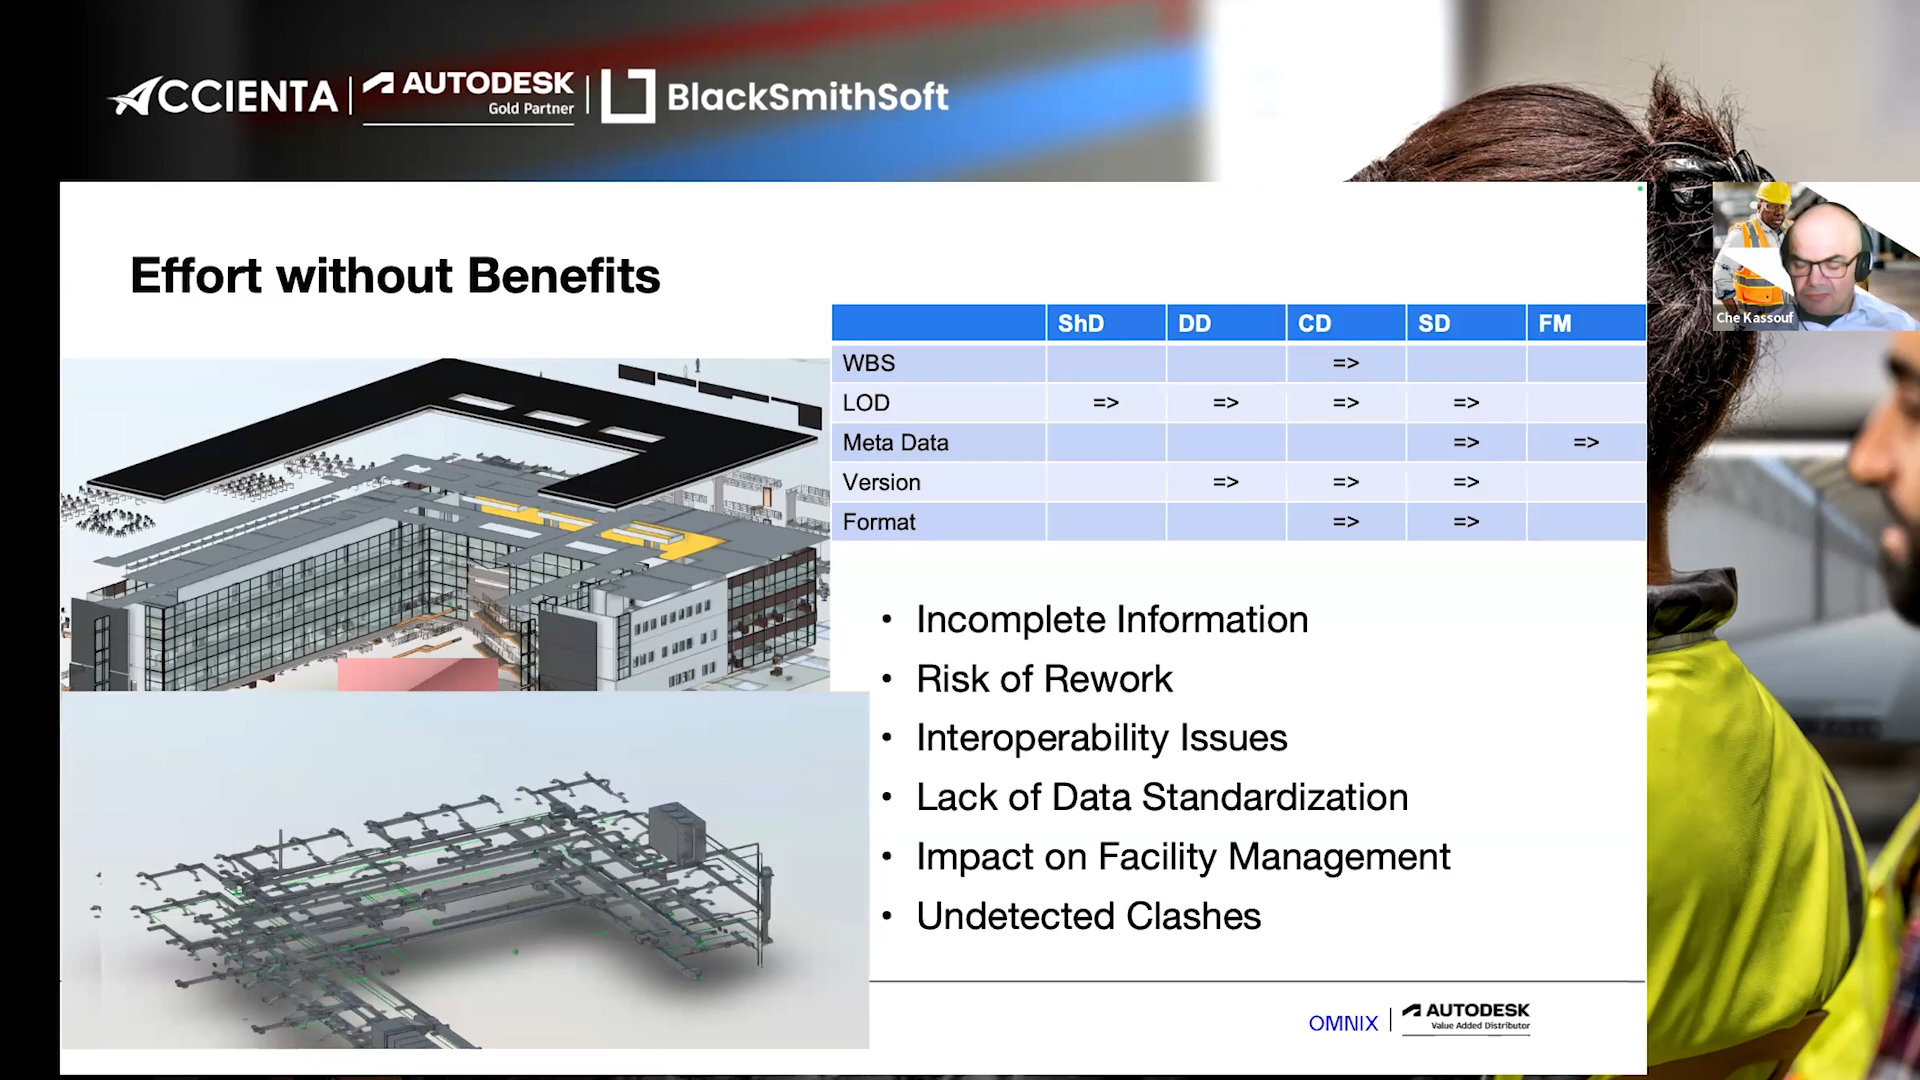 ACCIENTA | AUTODESK Gold Partner | BlackSmithSoft
Effort without Benefits
ShD DD CD SD FM
WBS =>
LOD => => => =>
Meta Data => =>
Version => => =>
Format => =>
• Incomplete Information
• Risk of Rework
• Interoperability Issues
• Lack of Data Standardization
• Impact on Facility Management
• Undetected Clashes
OMNIX | AUTODESK
Value Added Distributor
Che Kassouf